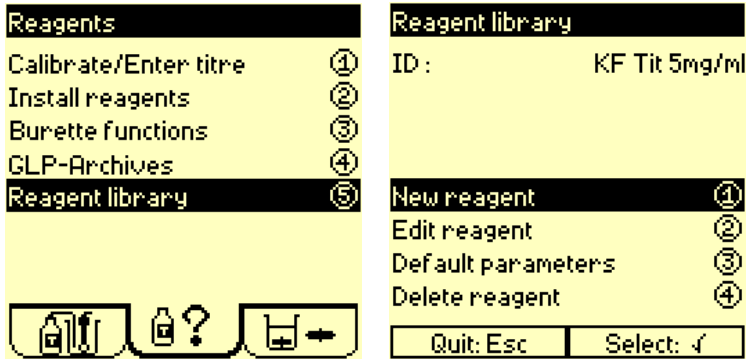 Reagents
Calibrate/Enter titre ①
Install reagents ②
Burette functions ③
GLP-Archives ④
Reagent library ⑤
T
T ?
Reagent library
ID : KF Tit 5mg/ml
New reagent ①
Edit reagent ②
Default parameters ③
Delete reagent ④
Quit: Esc Select: √